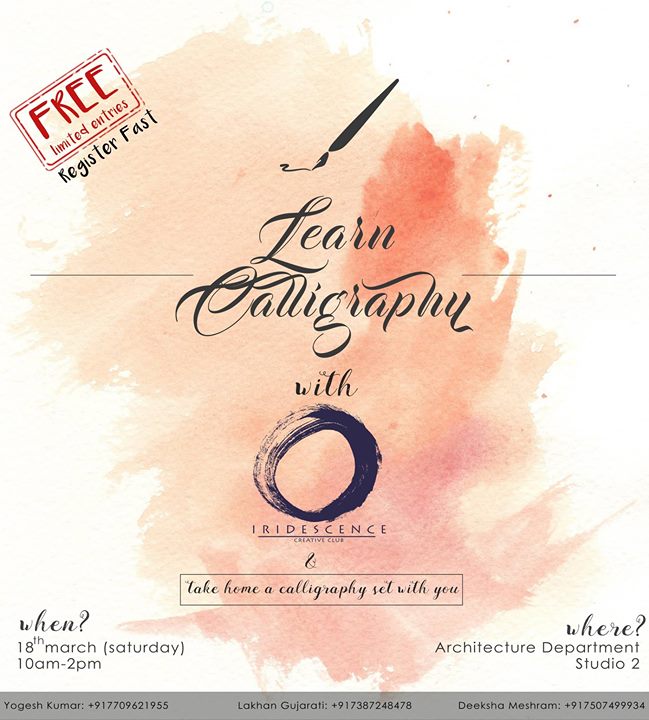 FREE
limited entries
Register Fast
Learn
Calligraphy
with
IRIDESCENCE
CREATIVE CLUB
&
take home a calligraphy set with you
when?
18th march (saturday)
10am-2pm
where?
Architecture Department
Studio 2
Yogesh Kumar: +917709621955 Lakhan Gujarati: +917387248478 Deeksha Meshram: +917507499934